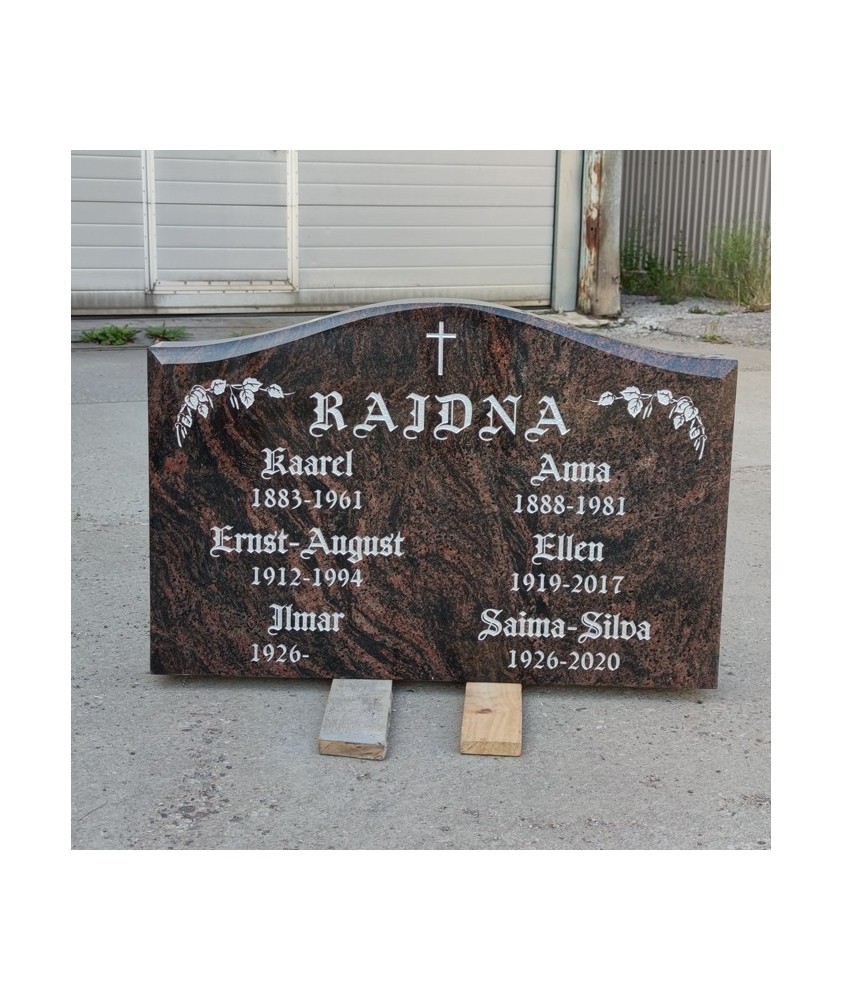 RAIDNA
Kaarel
1883-1961
Anna
1888-1981
Ernst-August
1912-1994
Ellen
1919-2017
Ilmar
1926-
Saima-Silva
1926-2020